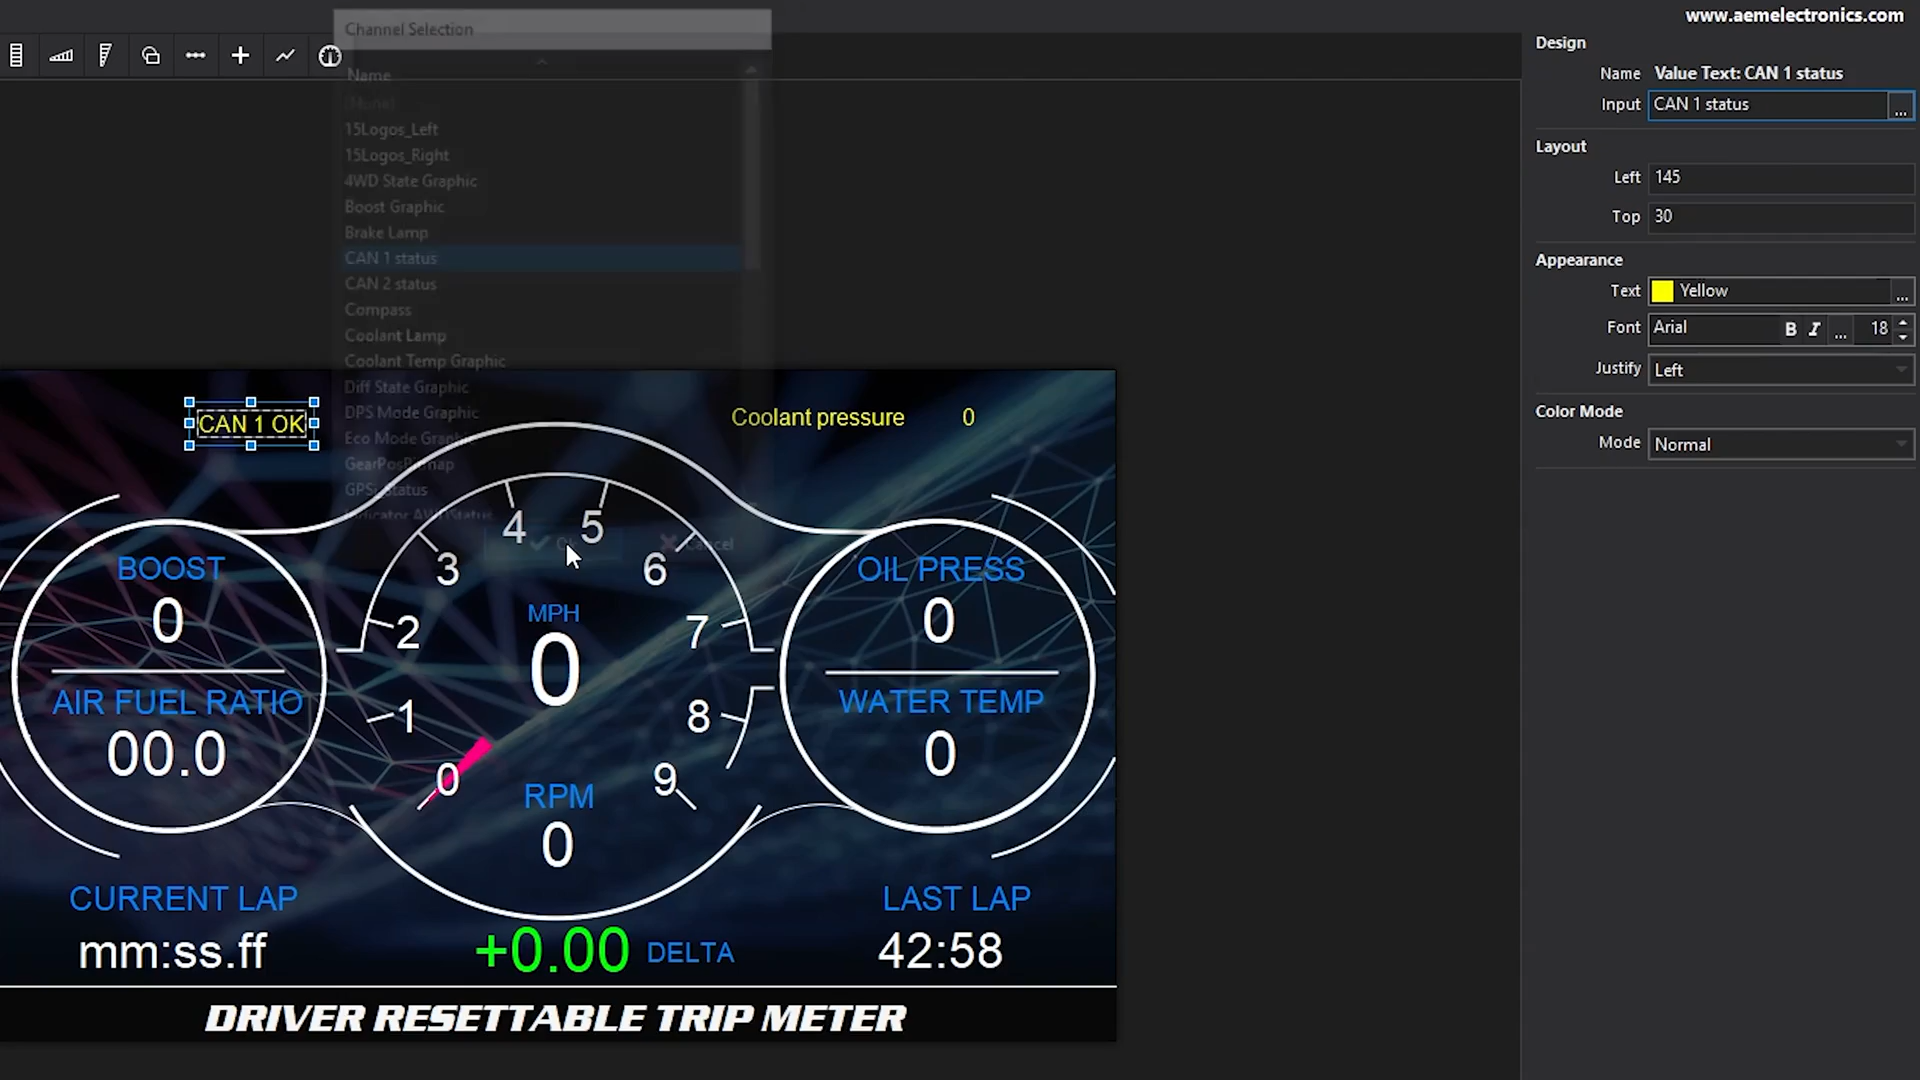 www.aemelectronics.com
Channel Selection
Name
(None)
15Logos_Left
15Logos_Right
4WD State Graphic
Boost Graphic
Brake Lamp
CAN 1 status
CAN 2 status
Compass
Coolant Lamp
Coolant Temp Graphic
Diff State Graphic
DPS Mode Graphic
Eco Mode Graphic
Cancel
Design
Name Value Text: CAN 1 status
Input CAN 1 status ...
Layout
Left 145
Top 30
Appearance
Text Yellow ...
Font Arial B I ... 18
Justify Left
Color Mode
Mode Normal
CAN 1 OK
Coolant pressure 0
BOOST
0
AIR FUEL RATIO
00.0
0
1
2
3
4
5
6
7
8
9
MPH
0
RPM
0
OIL PRESS
0
WATER TEMP
0
CURRENT LAP
mm:ss.ff
+0.00 DELTA
LAST LAP
42:58
DRIVER RESETTABLE TRIP METER